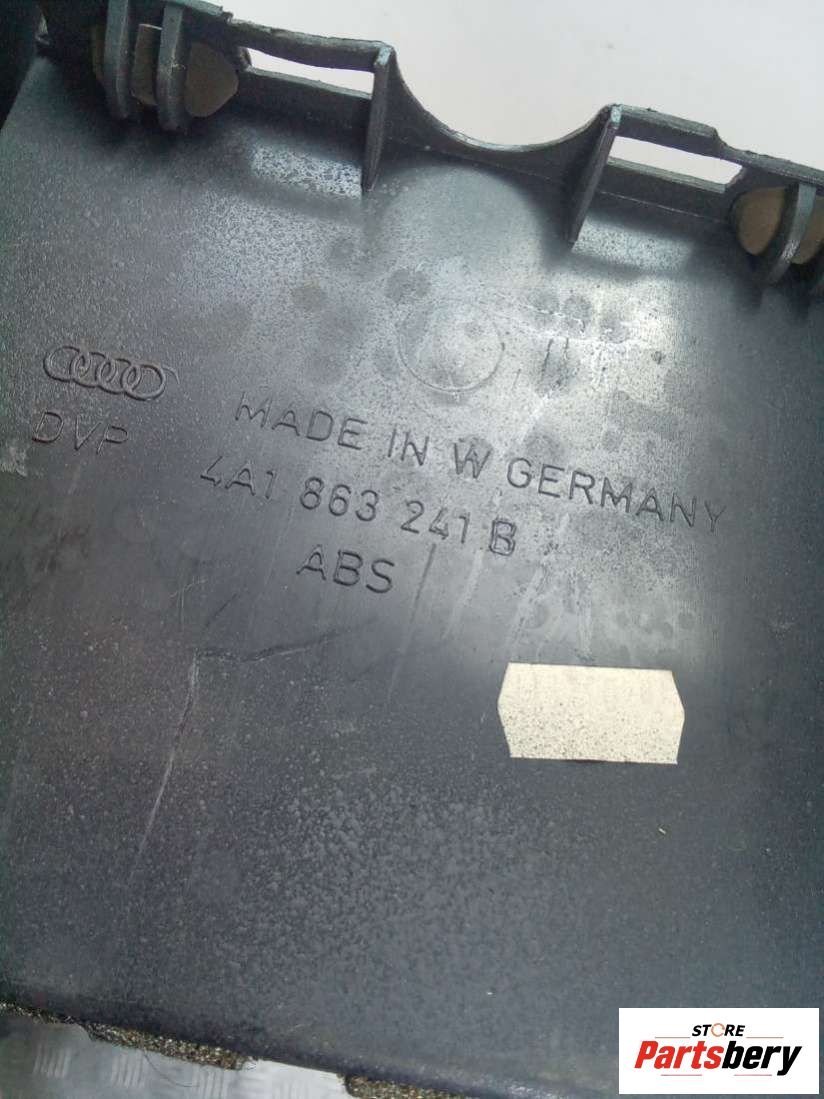 DVP
MADE IN W GERMANY
4A1 863 241 B
ABS
STORE
Partsbery